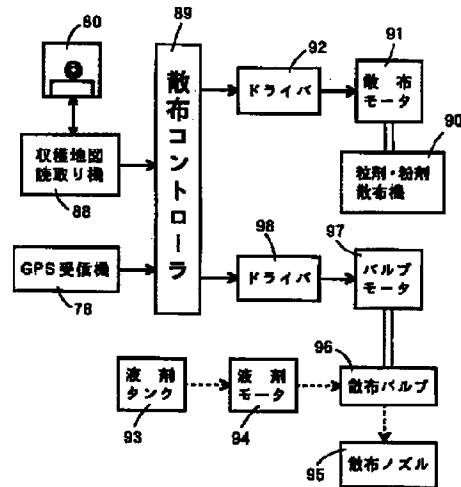 80
89
散布コントローラ
92
ドライバ
91
散布
モータ
90
粒剤・粉剤
散布機
収穫地図
読取り機
88
GPS受信機
78
98
ドライバ
97
バルブ
モータ
96
散布バルブ
液剤
タンク
93
液剤
モータ
94
95
散布ノズル